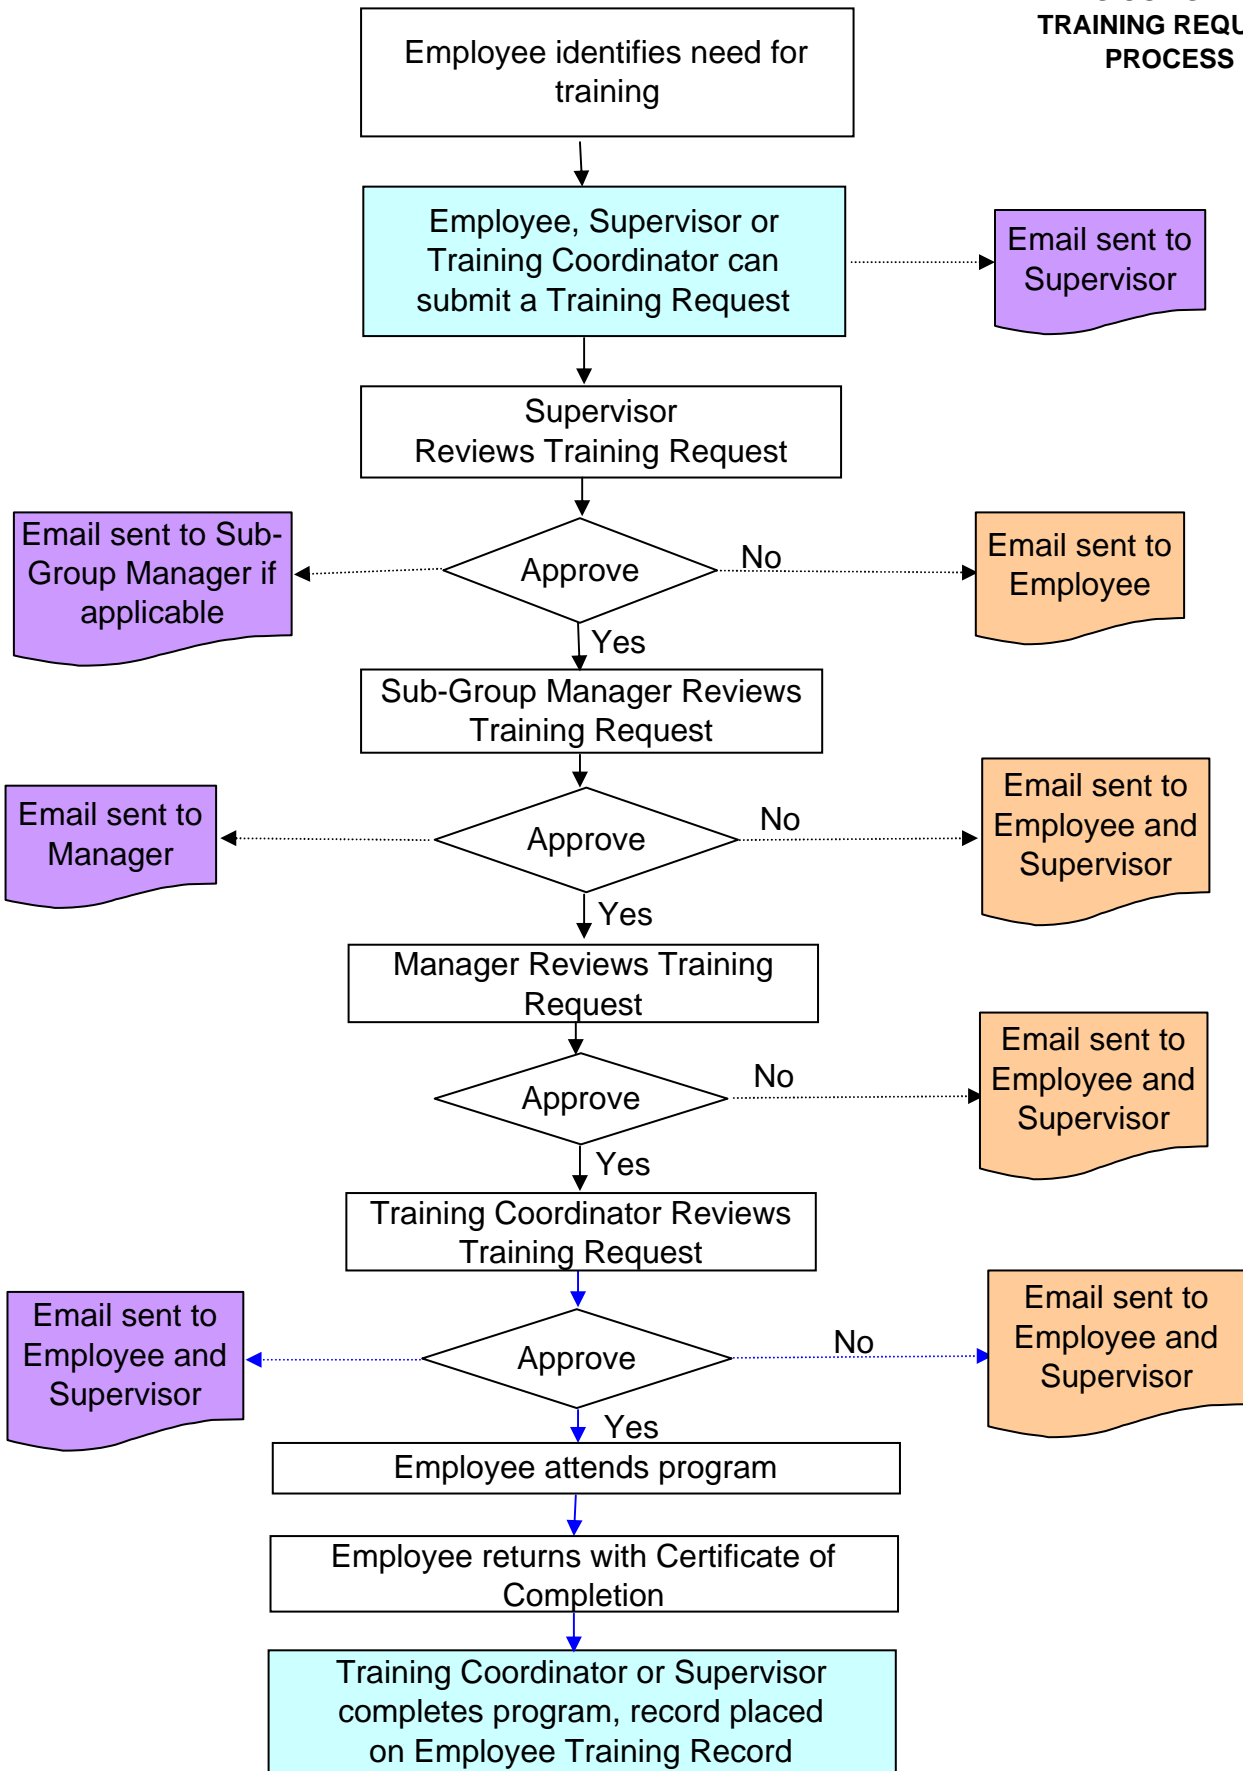 TRAINING
PROCESS
Employee identifies need for
training
Employee, Supervisor or
Training Coordinator can
submit a Training Request
Email sent to
Supervisor
Supervisor
Reviews Training Request
Email sent to Sub-
Group Manager if
applicable
Approve
No
Email sent to
Employee
Yes
Sub-Group Manager Reviews
Training Request
Email sent to
Manager
Approve
No
Email sent to
Employee and
Supervisor
Yes
Manager Reviews Training
Request
Approve
No
Email sent to
Employee and
Supervisor
Yes
Training Coordinator Reviews
Training Request
Email sent to
Employee and
Supervisor
Approve
No
Email sent to
Employee and
Supervisor
Yes
Employee attends program
Employee returns with Certificate of
Completion
Training Coordinator or Supervisor
completes program, record placed
on Employee Training Record